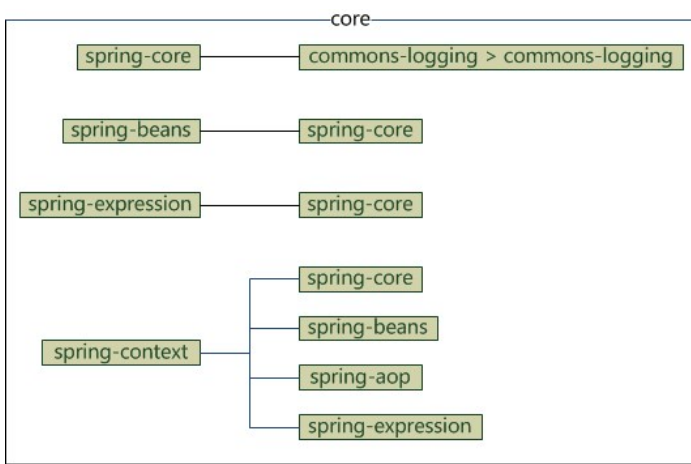 core
spring-core
commons-logging > commons-logging
spring-beans
spring-core
spring-expression
spring-core
spring-context
spring-core
spring-beans
spring-aop
spring-expression